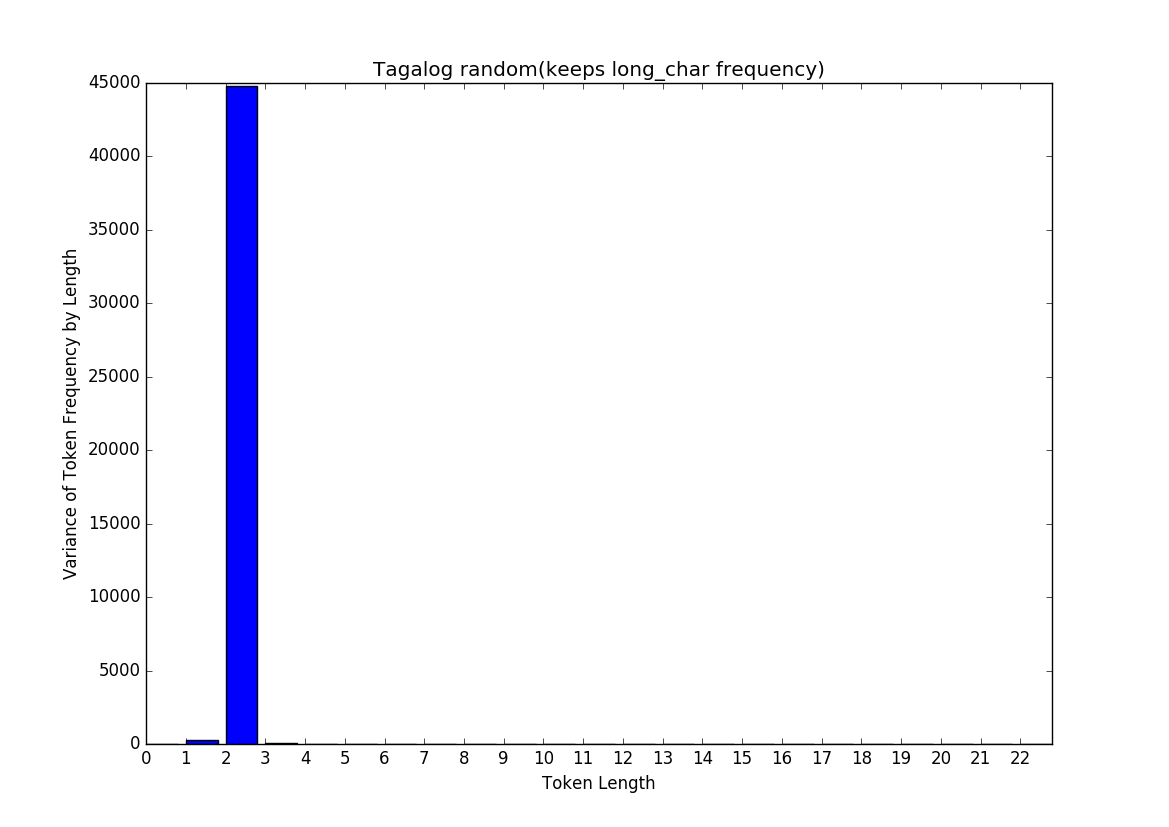 Tagalog random(keeps long_char frequency)
45000
40000
35000
30000
25000
20000
15000
10000
5000
0
Variance of Token Frequency by Length
0 1 2 3 4 5 6 7 8 9 10 11 12 13 14 15 16 17 18 19 20 21 22
Token Length